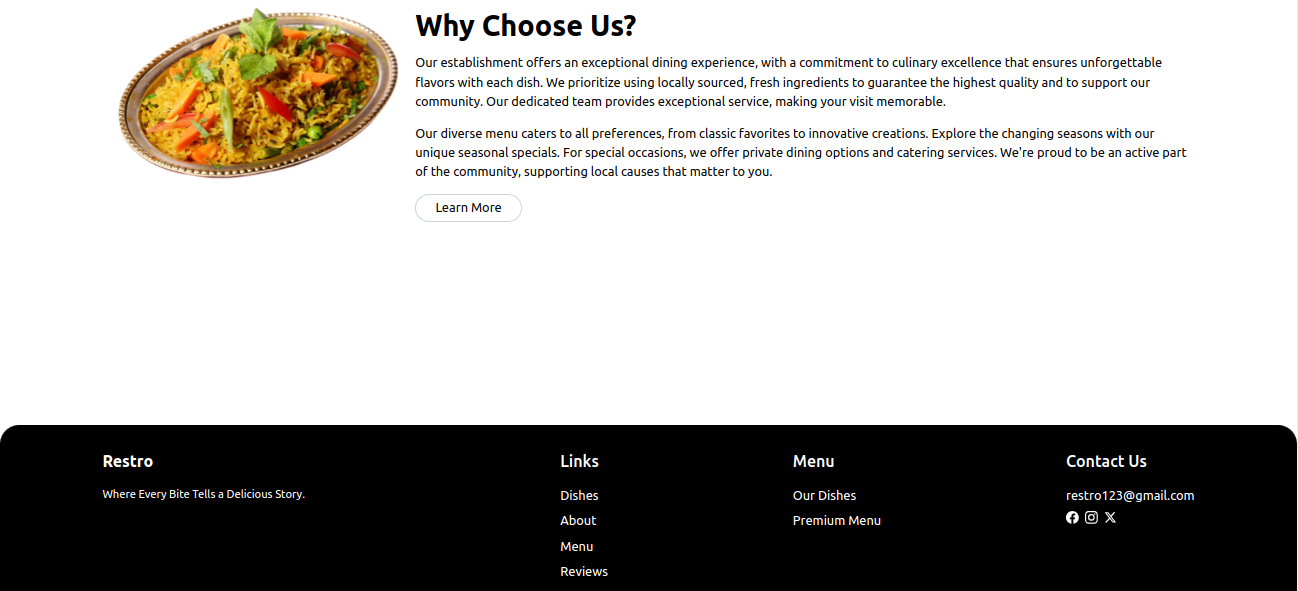 Why Choose Us?
Our establishment offers an exceptional dining experience, with a commitment to culinary excellence that ensures unforgettable
flavors with each dish. We prioritize using locally sourced, fresh ingredients to guarantee the highest quality and to support our
community. Our dedicated team provides exceptional service, making your visit memorable.
Our diverse menu caters to all preferences, from classic favorites to innovative creations. Explore the changing seasons with our
unique seasonal specials. For special occasions, we offer private dining options and catering services. We're proud to be an active part
of the community, supporting local causes that matter to you.
Learn More
Restro
Where Every Bite Tells a Delicious Story.
Links
Dishes
About
Menu
Reviews
Menu
Our Dishes
Premium Menu
Contact Us
restro123@gmail.com